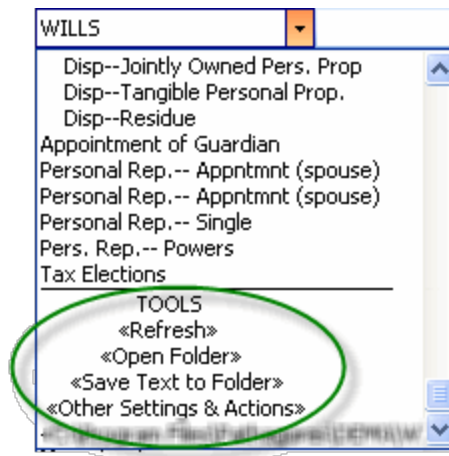 WILLS
Disp--Jointly Owned Pers. Prop
Disp--Tangible Personal Prop.
Disp--Residue
Appointment of Guardian
Personal Rep.-- Appntmnt (spouse)
Personal Rep.-- Appntmnt (spouse)
Personal Rep.-- Single
Pers. Rep.-- Powers
Tax Elections
TOOLS
«Refresh»
«Open Folder»
«Save Text to Folder»
«Other Settings & Actions»